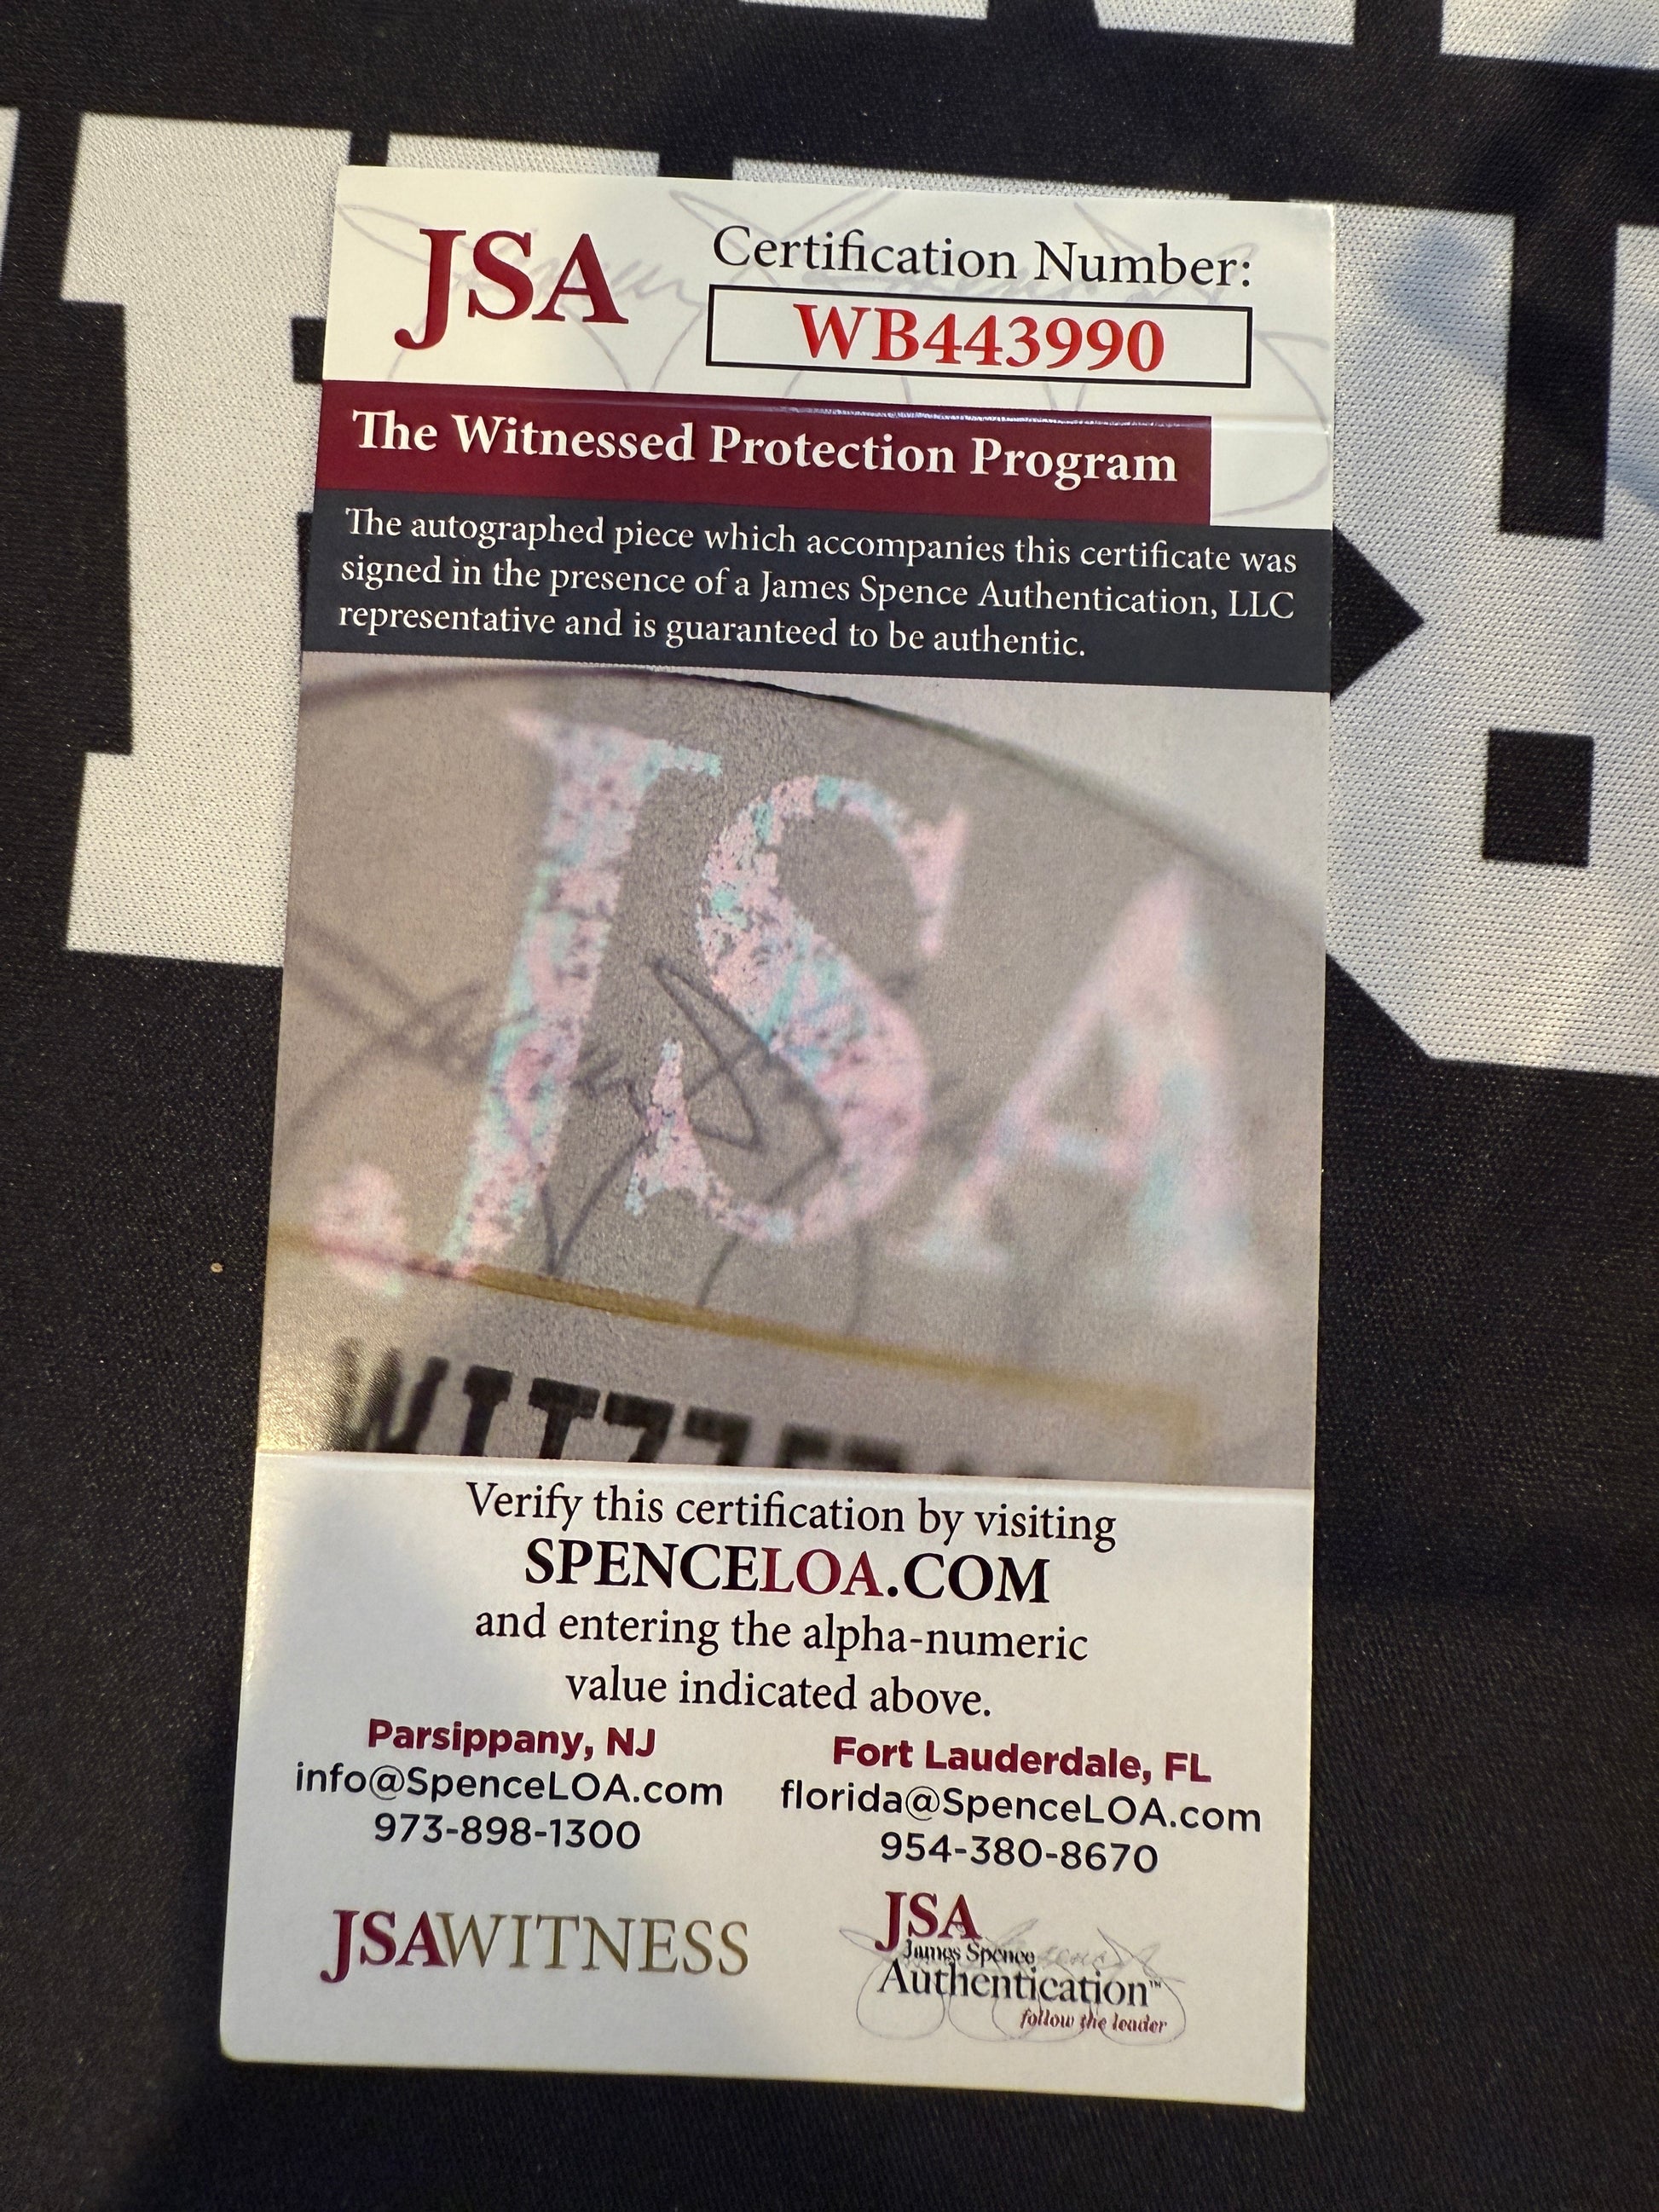 JSA
Certification Number:
WB443990
The Witnessed Protection Program
The autographed piece which accompanies this certificate was
signed in the presence of a James Spence Authentication, LLC
representative and is guaranteed to be authentic.
JSA
Verify this certification by visiting
SPENCELOA.COM
and entering the alpha-numeric
value indicated above.
Parsippany, NJ
info@SpenceLOA.com
973-898-1300
Fort Lauderdale, FL
florida@SpenceLOA.com
954-380-8670
JSAWITNESS
JSA
James Spence
Authentication™
follow the leader